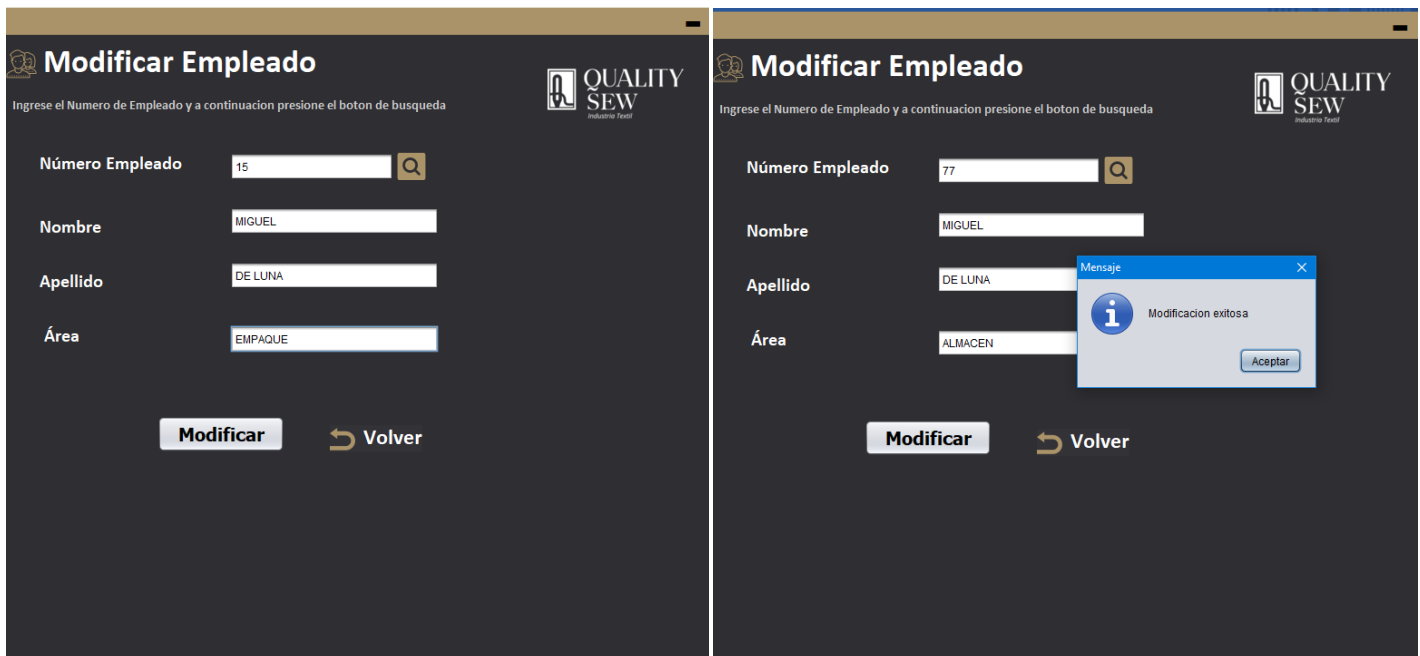 Modificar Empleado
QUALITY
SEW
Industria Textil
Ingrese el Numero de Empleado y a continuacion presione el boton de busqueda
Número Empleado
15
Nombre
MIGUEL
Apellido
DE LUNA
Área
EMPAQUE
Modificar
Volver
Modificar Empleado
QUALITY
SEW
Industria Textil
Ingrese el Numero de Empleado y a continuacion presione el boton de busqueda
Número Empleado
77
Nombre
MIGUEL
Apellido
DE LUNA
Área
ALMACEN
Mensaje
Modificacion exitosa
Aceptar
Modificar
Volver